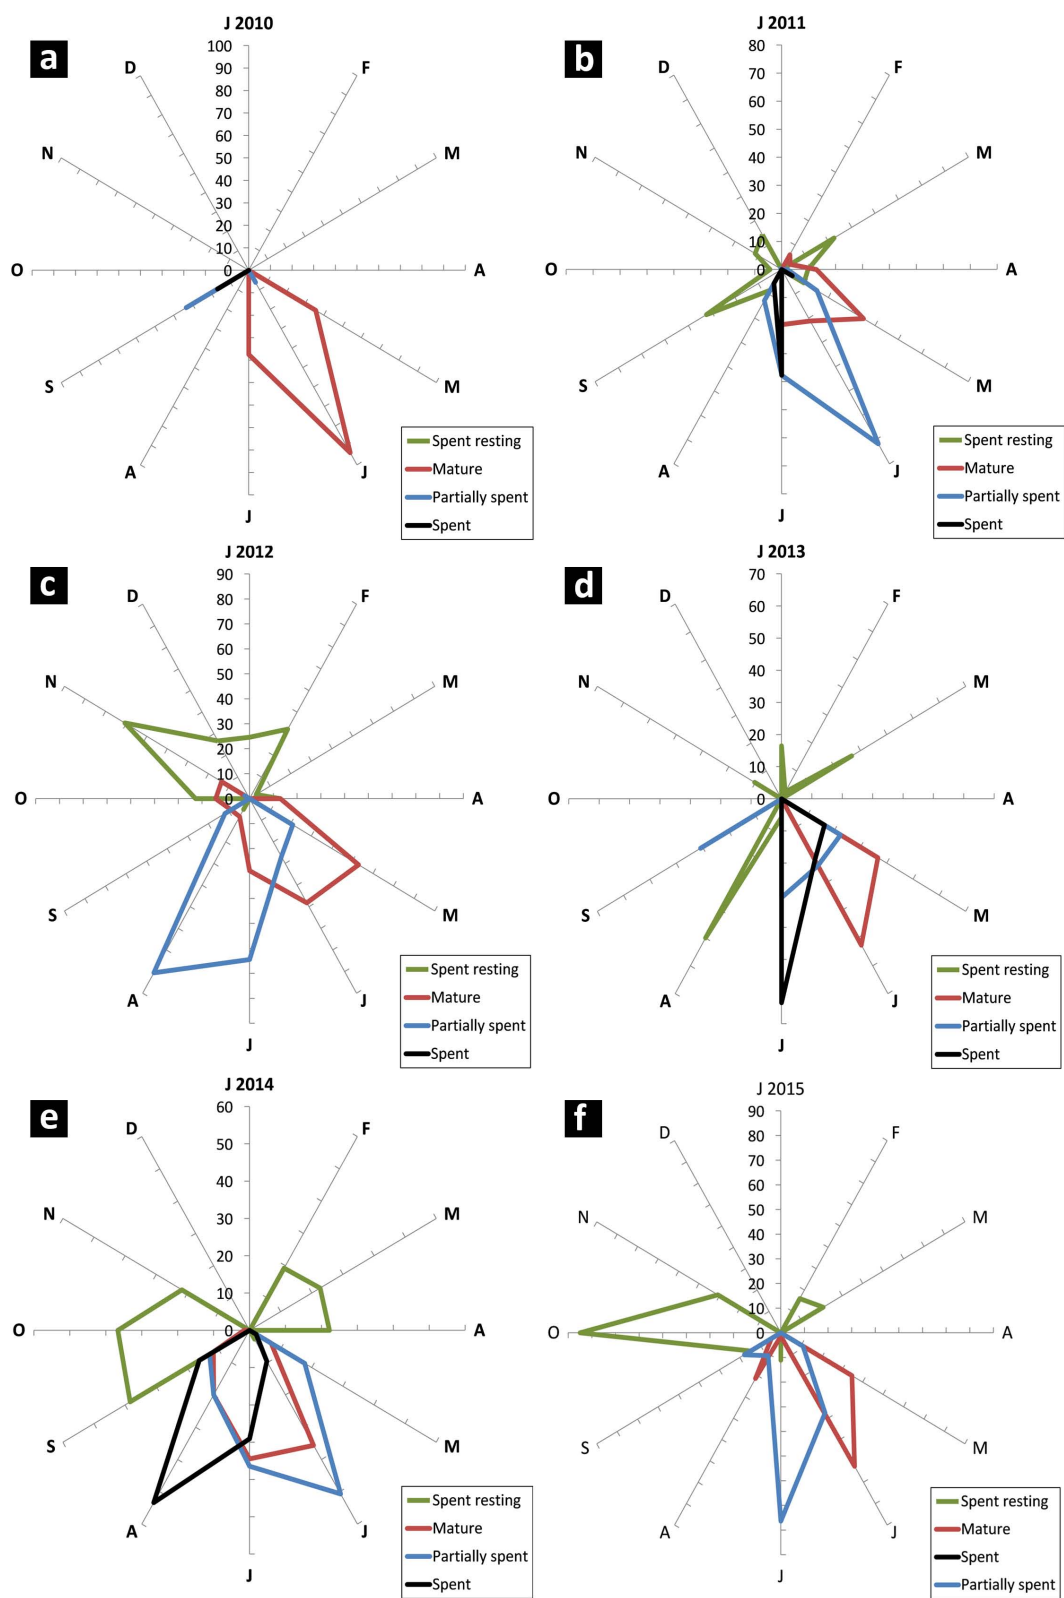 a
J 2010
100
90
80
70
60
50
40
30
20
10
0
D
F
N
M
O
A
S
M
A
J
J
Spent resting
Mature
Partially spent
Spent
b
J 2011
80
70
60
50
40
30
20
10
0
D
F
N
M
O
A
S
M
A
J
J
Spent resting
Mature
Partially spent
Spent
c
J 2012
90
80
70
60
50
40
30
20
10
0
D
F
N
M
O
A
S
M
A
J
J
Spent resting
Mature
Partially spent
Spent
d
J 2013
70
60
50
40
30
20
10
0
D
F
N
M
O
A
S
M
A
J
J
Spent resting
Mature
Partially spent
Spent
e
J 2014
60
50
40
30
20
10
0
D
F
N
M
O
A
S
M
A
J
J
Spent resting
Mature
Partially spent
Spent
f
J 2015
90
80
70
60
50
40
30
20
10
0
D
F
N
M
O
A
S
M
A
J
J
Spent resting
Mature
Spent
Partially spent